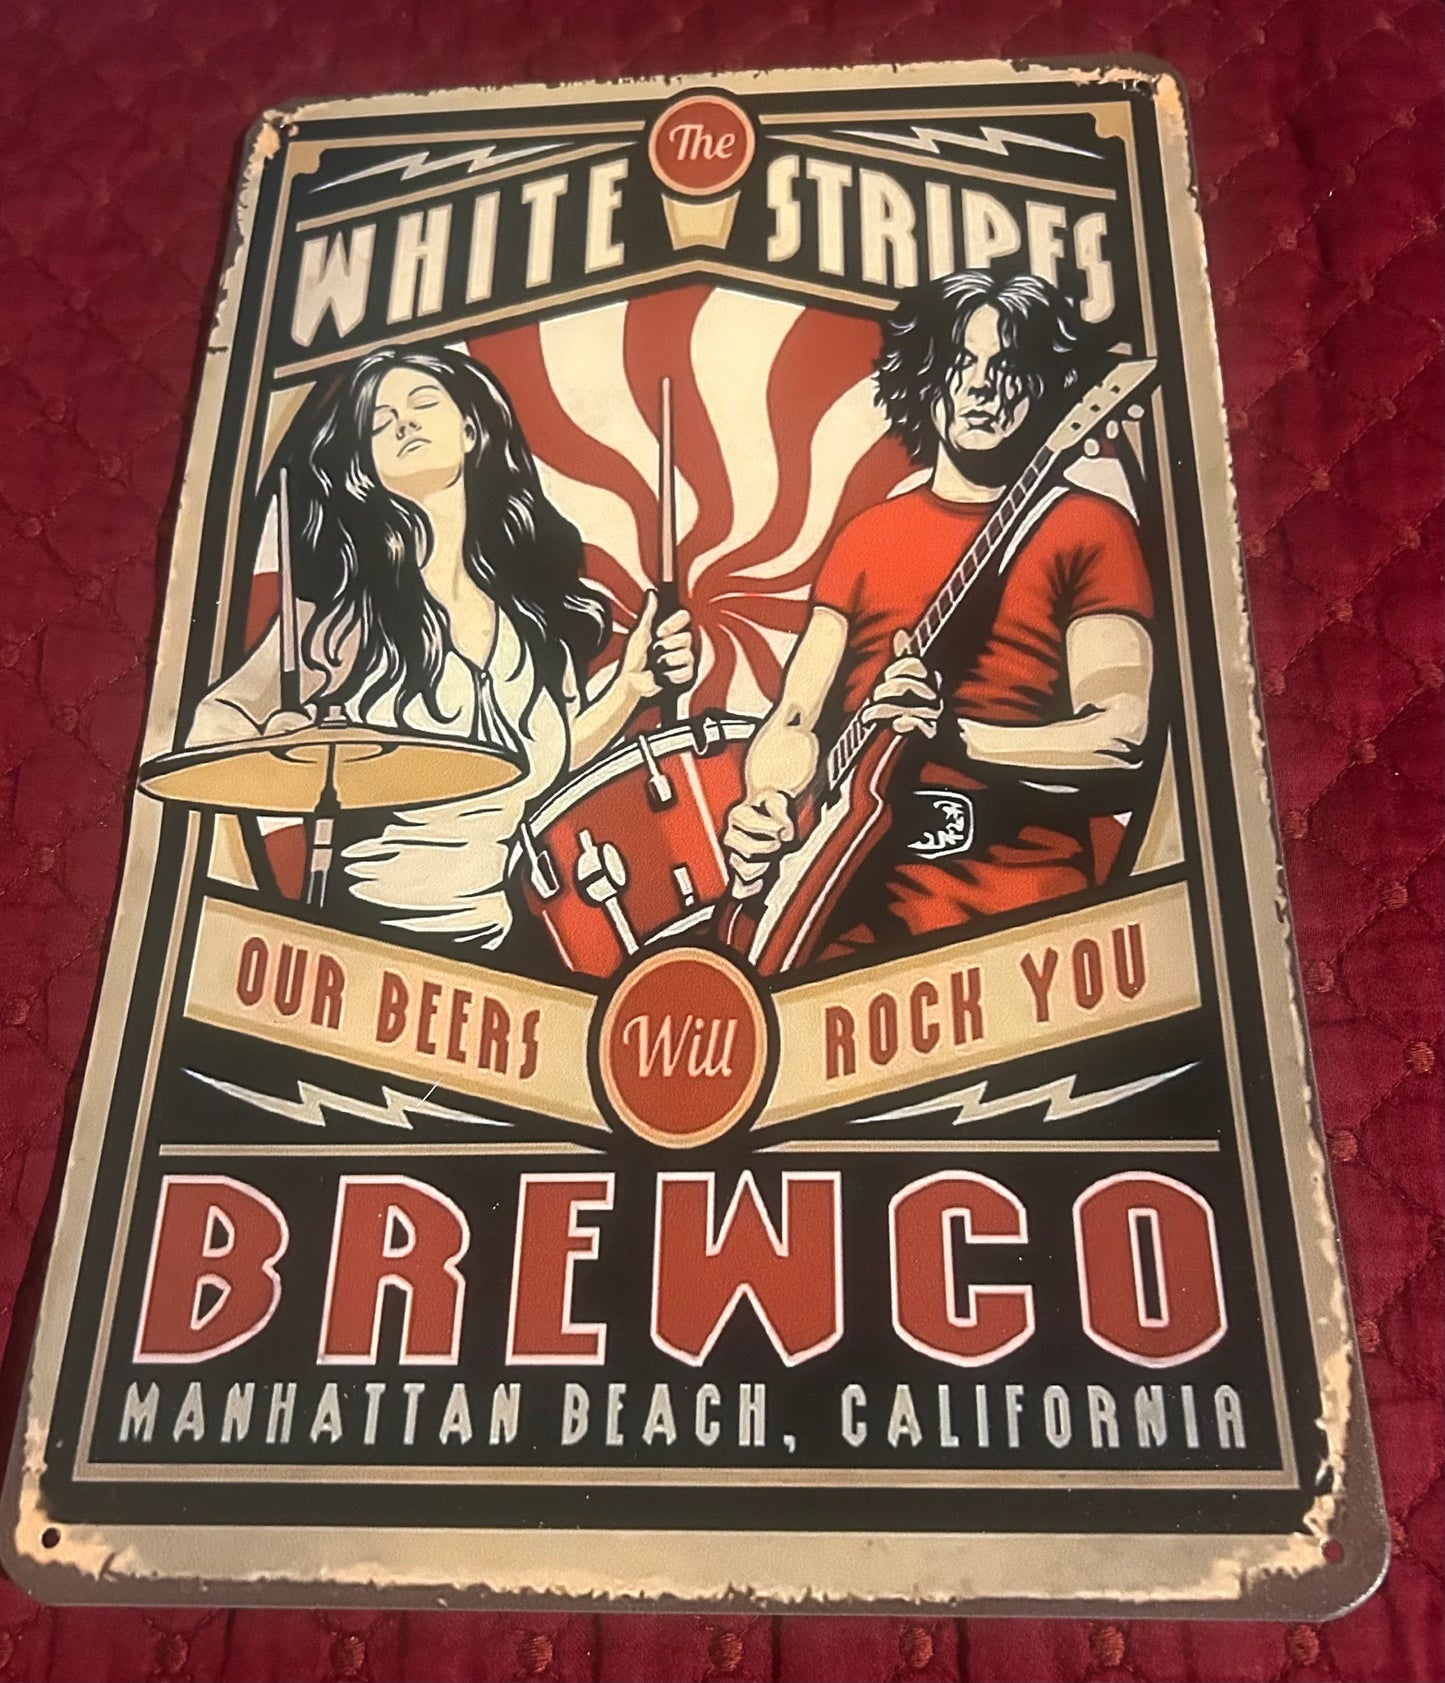 The
WHITE STRIPES
OUR BEERS Will ROCK YOU
BREWCO
MANHATTAN BEACH, CALIFORNIA